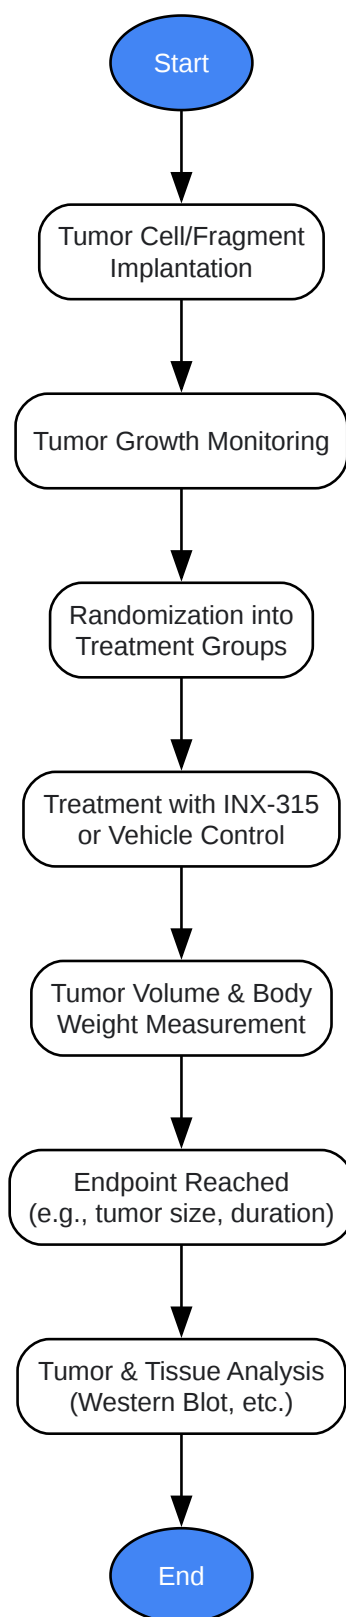 Start
Tumor Cell/Fragment
Implantation
Tumor Growth Monitoring
Randomization into
Treatment Groups
Treatment with INX-315
or Vehicle Control
Tumor Volume & Body
Weight Measurement
Endpoint Reached
(e.g., tumor size, duration)
Tumor & Tissue Analysis
(Western Blot, etc.)
End